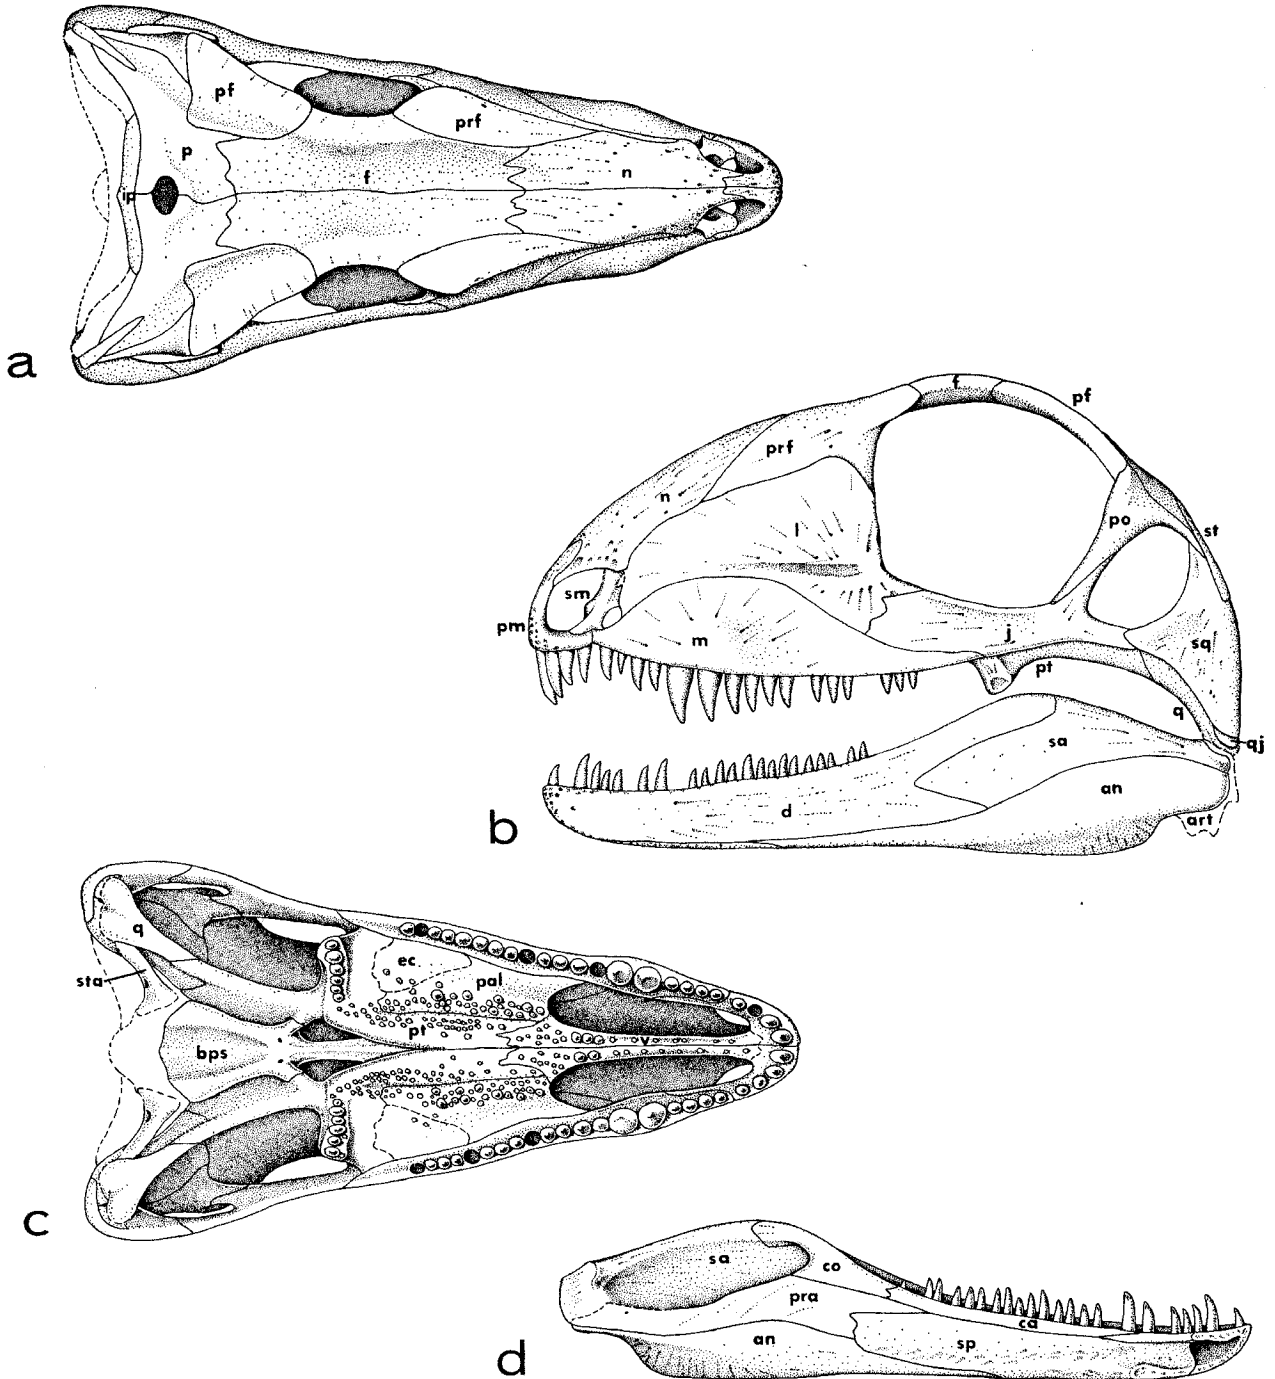 pf
prf
p
f
n
ip
a
f
pf
prf
n
po
st
l
sm
pm
m
j
sq
pt
q
qj
sa
an
d
art
b
q
ec
sta
pal
pt
v
bps
c
sa
co
pra
ca
an
sp
d